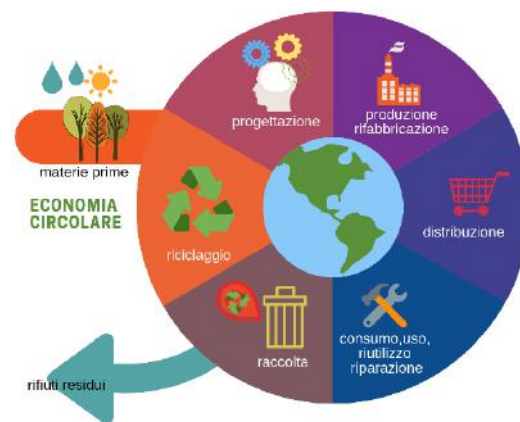 progettazione
produzione
rifabbricazione
materie prime
ECONOMIA
CIRCOLARE
distribuzione
riciclaggio
consumo,uso,
riutilizzo
riparazione
raccolta
rifiuti residui